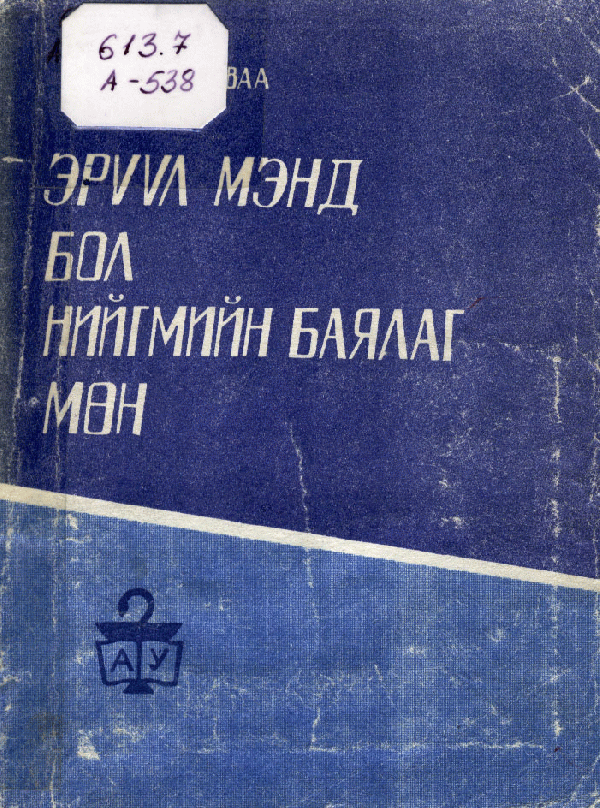 613.7
А-538
ВАА
ЭРҮҮЛ МЭНД
БОЛ
НИЙГМИЙН БАЯЛАГ
МӨН
А У